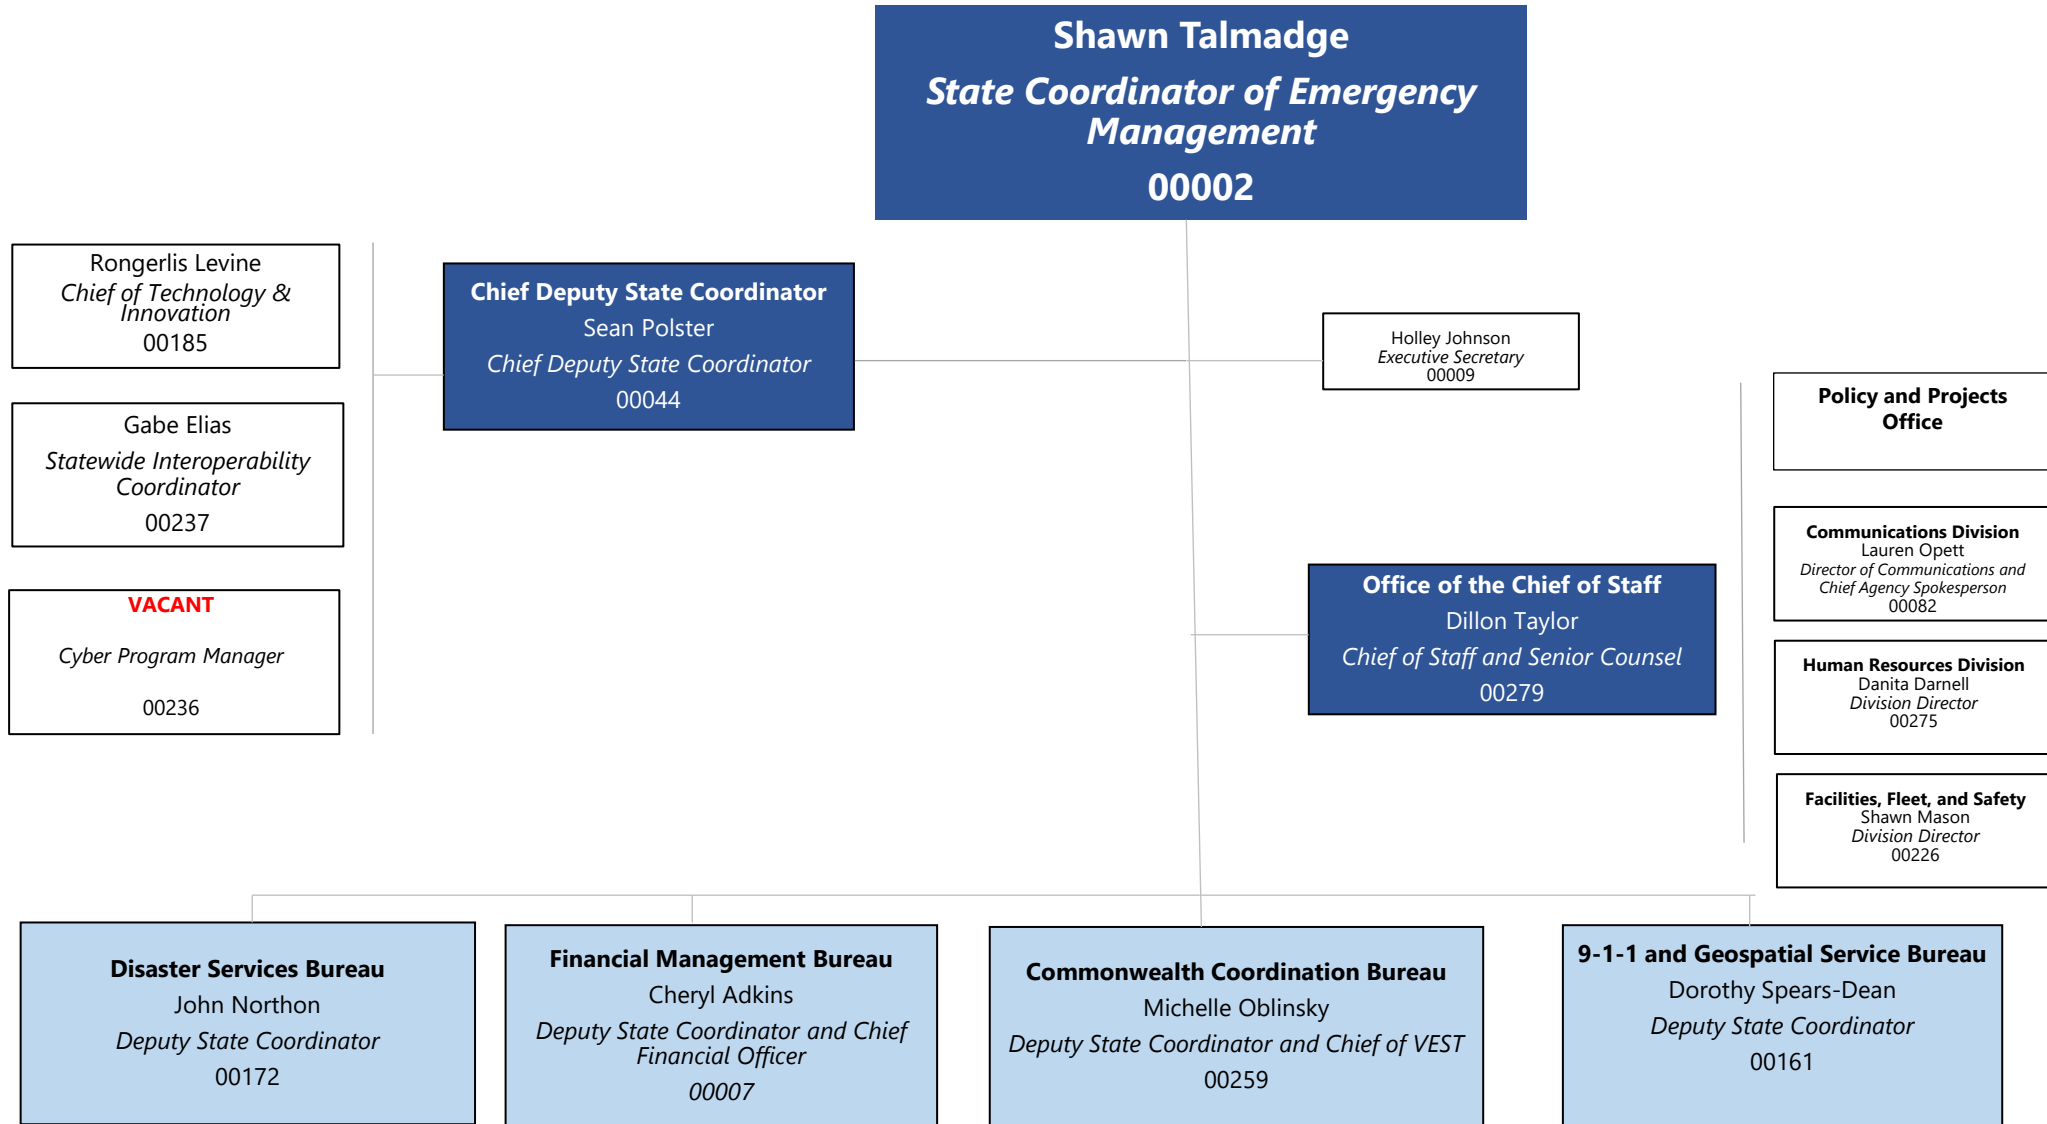 Shawn Talmadge
State Coordinator of Emergency
Management
00002
Rongerlis Levine
Chief of Technology &
Innovation
00185
Chief Deputy State Coordinator
Sean Polster
Chief Deputy State Coordinator
00044
Holley Johnson
Executive Secretary
00009
Gabe Elias
Statewide Interoperability
Coordinator
00237
VACANT
Cyber Program Manager
00236
Office of the Chief of Staff
Dillon Taylor
Chief of Staff and Senior Counsel
00279
Policy and Projects
Office
Communications Division
Lauren Opett
Director of Communications and
Chief Agency Spokesperson
00082
Human Resources Division
Danita Darnell
Division Director
00275
Facilities, Fleet, and Safety
Shawn Mason
Division Director
00226
Disaster Services Bureau
John Northon
Deputy State Coordinator
00172
Financial Management Bureau
Cheryl Adkins
Deputy State Coordinator and Chief
Financial Officer
00007
Commonwealth Coordination Bureau
Michelle Oblinsky
Deputy State Coordinator and Chief of VEST
00259
9-1-1 and Geospatial Service Bureau
Dorothy Spears-Dean
Deputy State Coordinator
00161